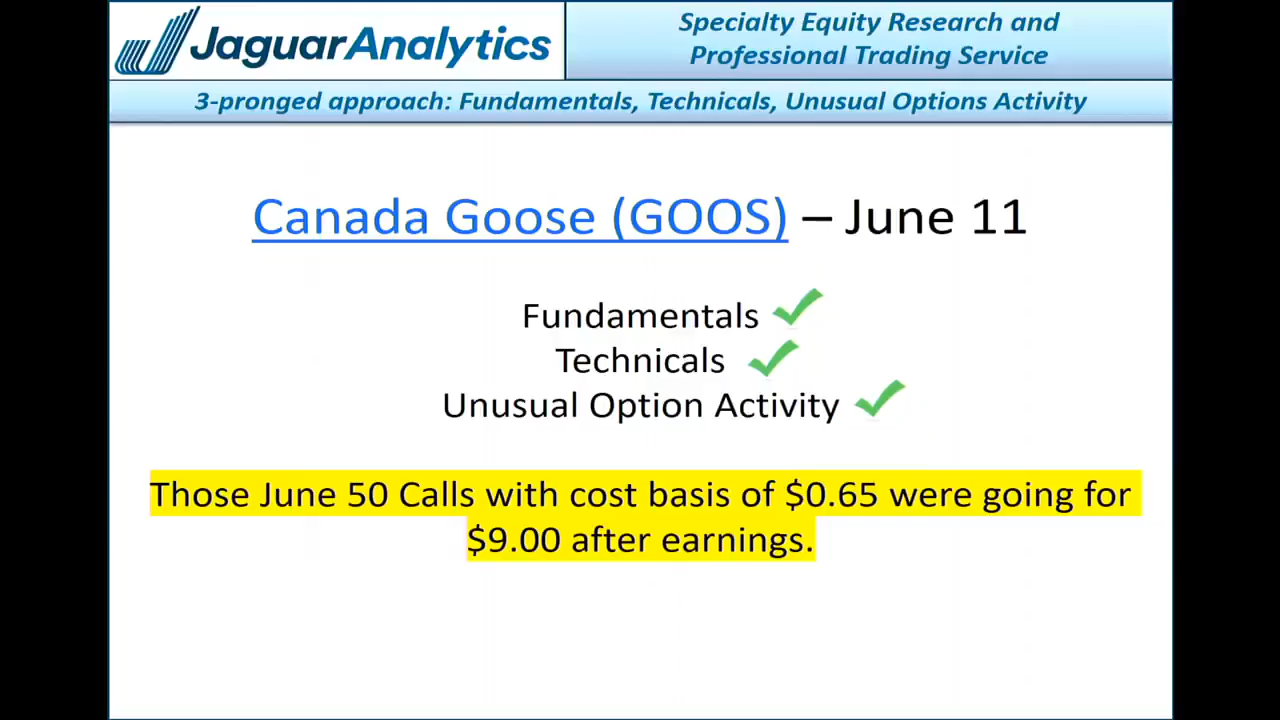 JaguarAnalytics
Specialty Equity Research and
Professional Trading Service
3-pronged approach: Fundamentals, Technicals, Unusual Options Activity
Canada Goose (GOOS) – June 11
Fundamentals
Technicals
Unusual Option Activity
Those June 50 Calls with cost basis of $0.65 were going for
$9.00 after earnings.